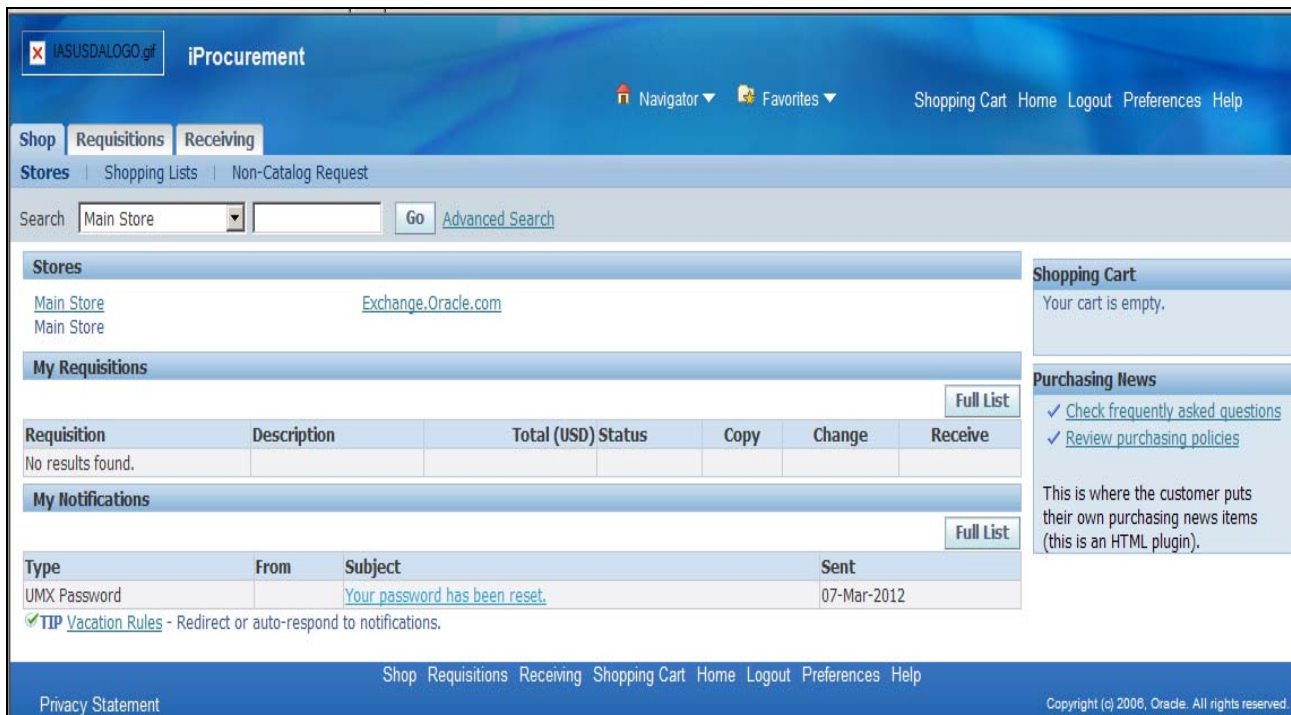 IASUSDALOGO.gif
iProcurement
Navigator Favorites Shopping Cart Home Logout Preferences Help
Shop Requisitions Receiving
Stores | Shopping Lists | Non-Catalog Request
Search Main Store Go Advanced Search
Stores
Main Store Exchange.Oracle.com
Main Store
My Requisitions
Full List
Requisition Description Total (USD) Status Copy Change Receive
No results found.
My Notifications
Full List
Type From Subject Sent
UMX Password Your password has been reset. 07-Mar-2012
TIP Vacation Rules - Redirect or auto-respond to notifications.
Shopping Cart
Your cart is empty.
Purchasing News
Check frequently asked questions
Review purchasing policies
This is where the customer puts
their own purchasing news items
(this is an HTML plugin).
Shop Requisitions Receiving Shopping Cart Home Logout Preferences Help
Privacy Statement Copyright (c) 2006, Oracle. All rights reserved.